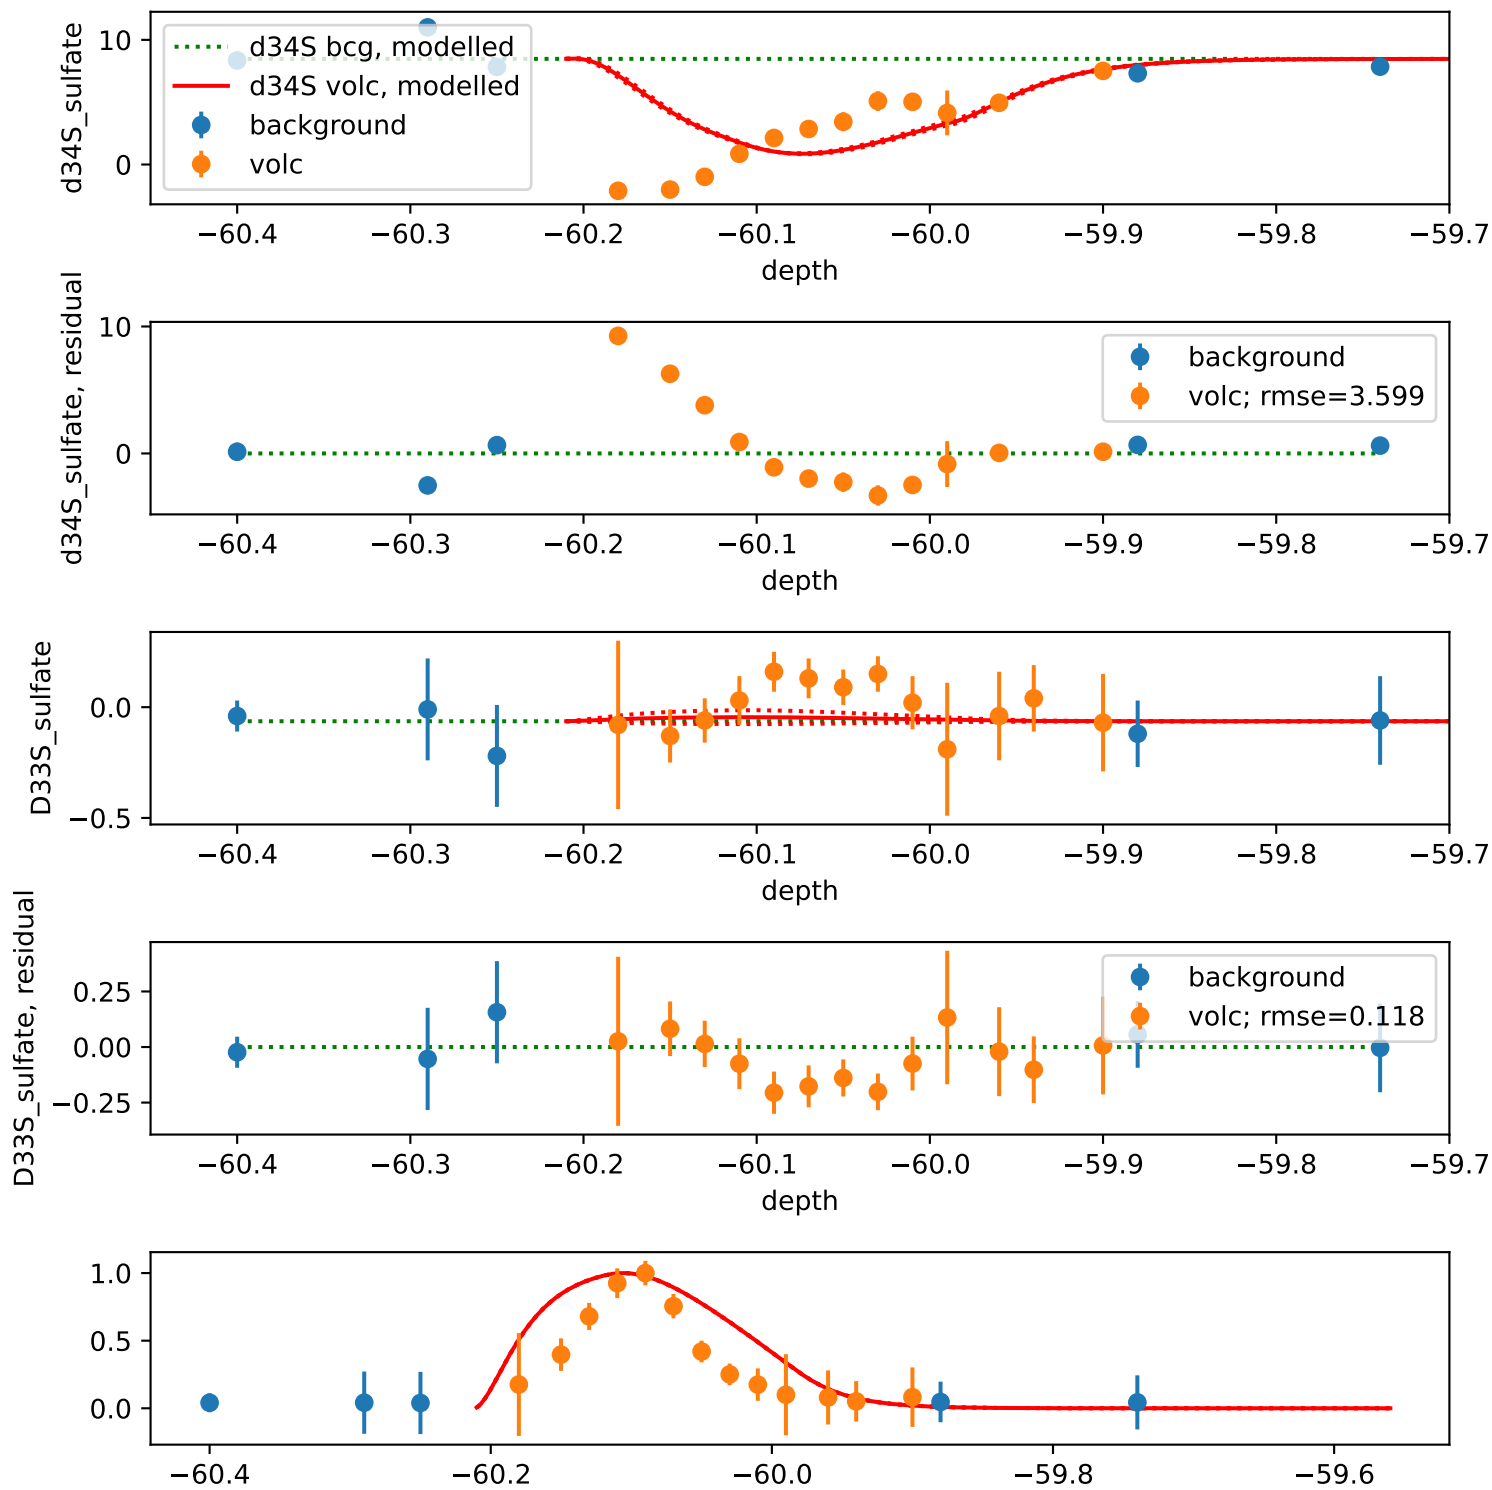 d34S_sulfate
10
0
d34S bcg, modelled
d34S volc, modelled
background
volc
−60.4 −60.3 −60.2 −60.1 −60.0 −59.9 −59.8 −59.7
depth
d34S_sulfate, residual
10
0
background
volc; rmse=3.599
−60.4 −60.3 −60.2 −60.1 −60.0 −59.9 −59.8 −59.7
depth
D33S_sulfate
0.0
−0.5
−60.4 −60.3 −60.2 −60.1 −60.0 −59.9 −59.8 −59.7
depth
D33S_sulfate, residual
0.25
0.00
−0.25
background
volc; rmse=0.118
−60.4 −60.3 −60.2 −60.1 −60.0 −59.9 −59.8 −59.7
depth
1.0
0.5
0.0
−60.4 −60.2 −60.0 −59.8 −59.6